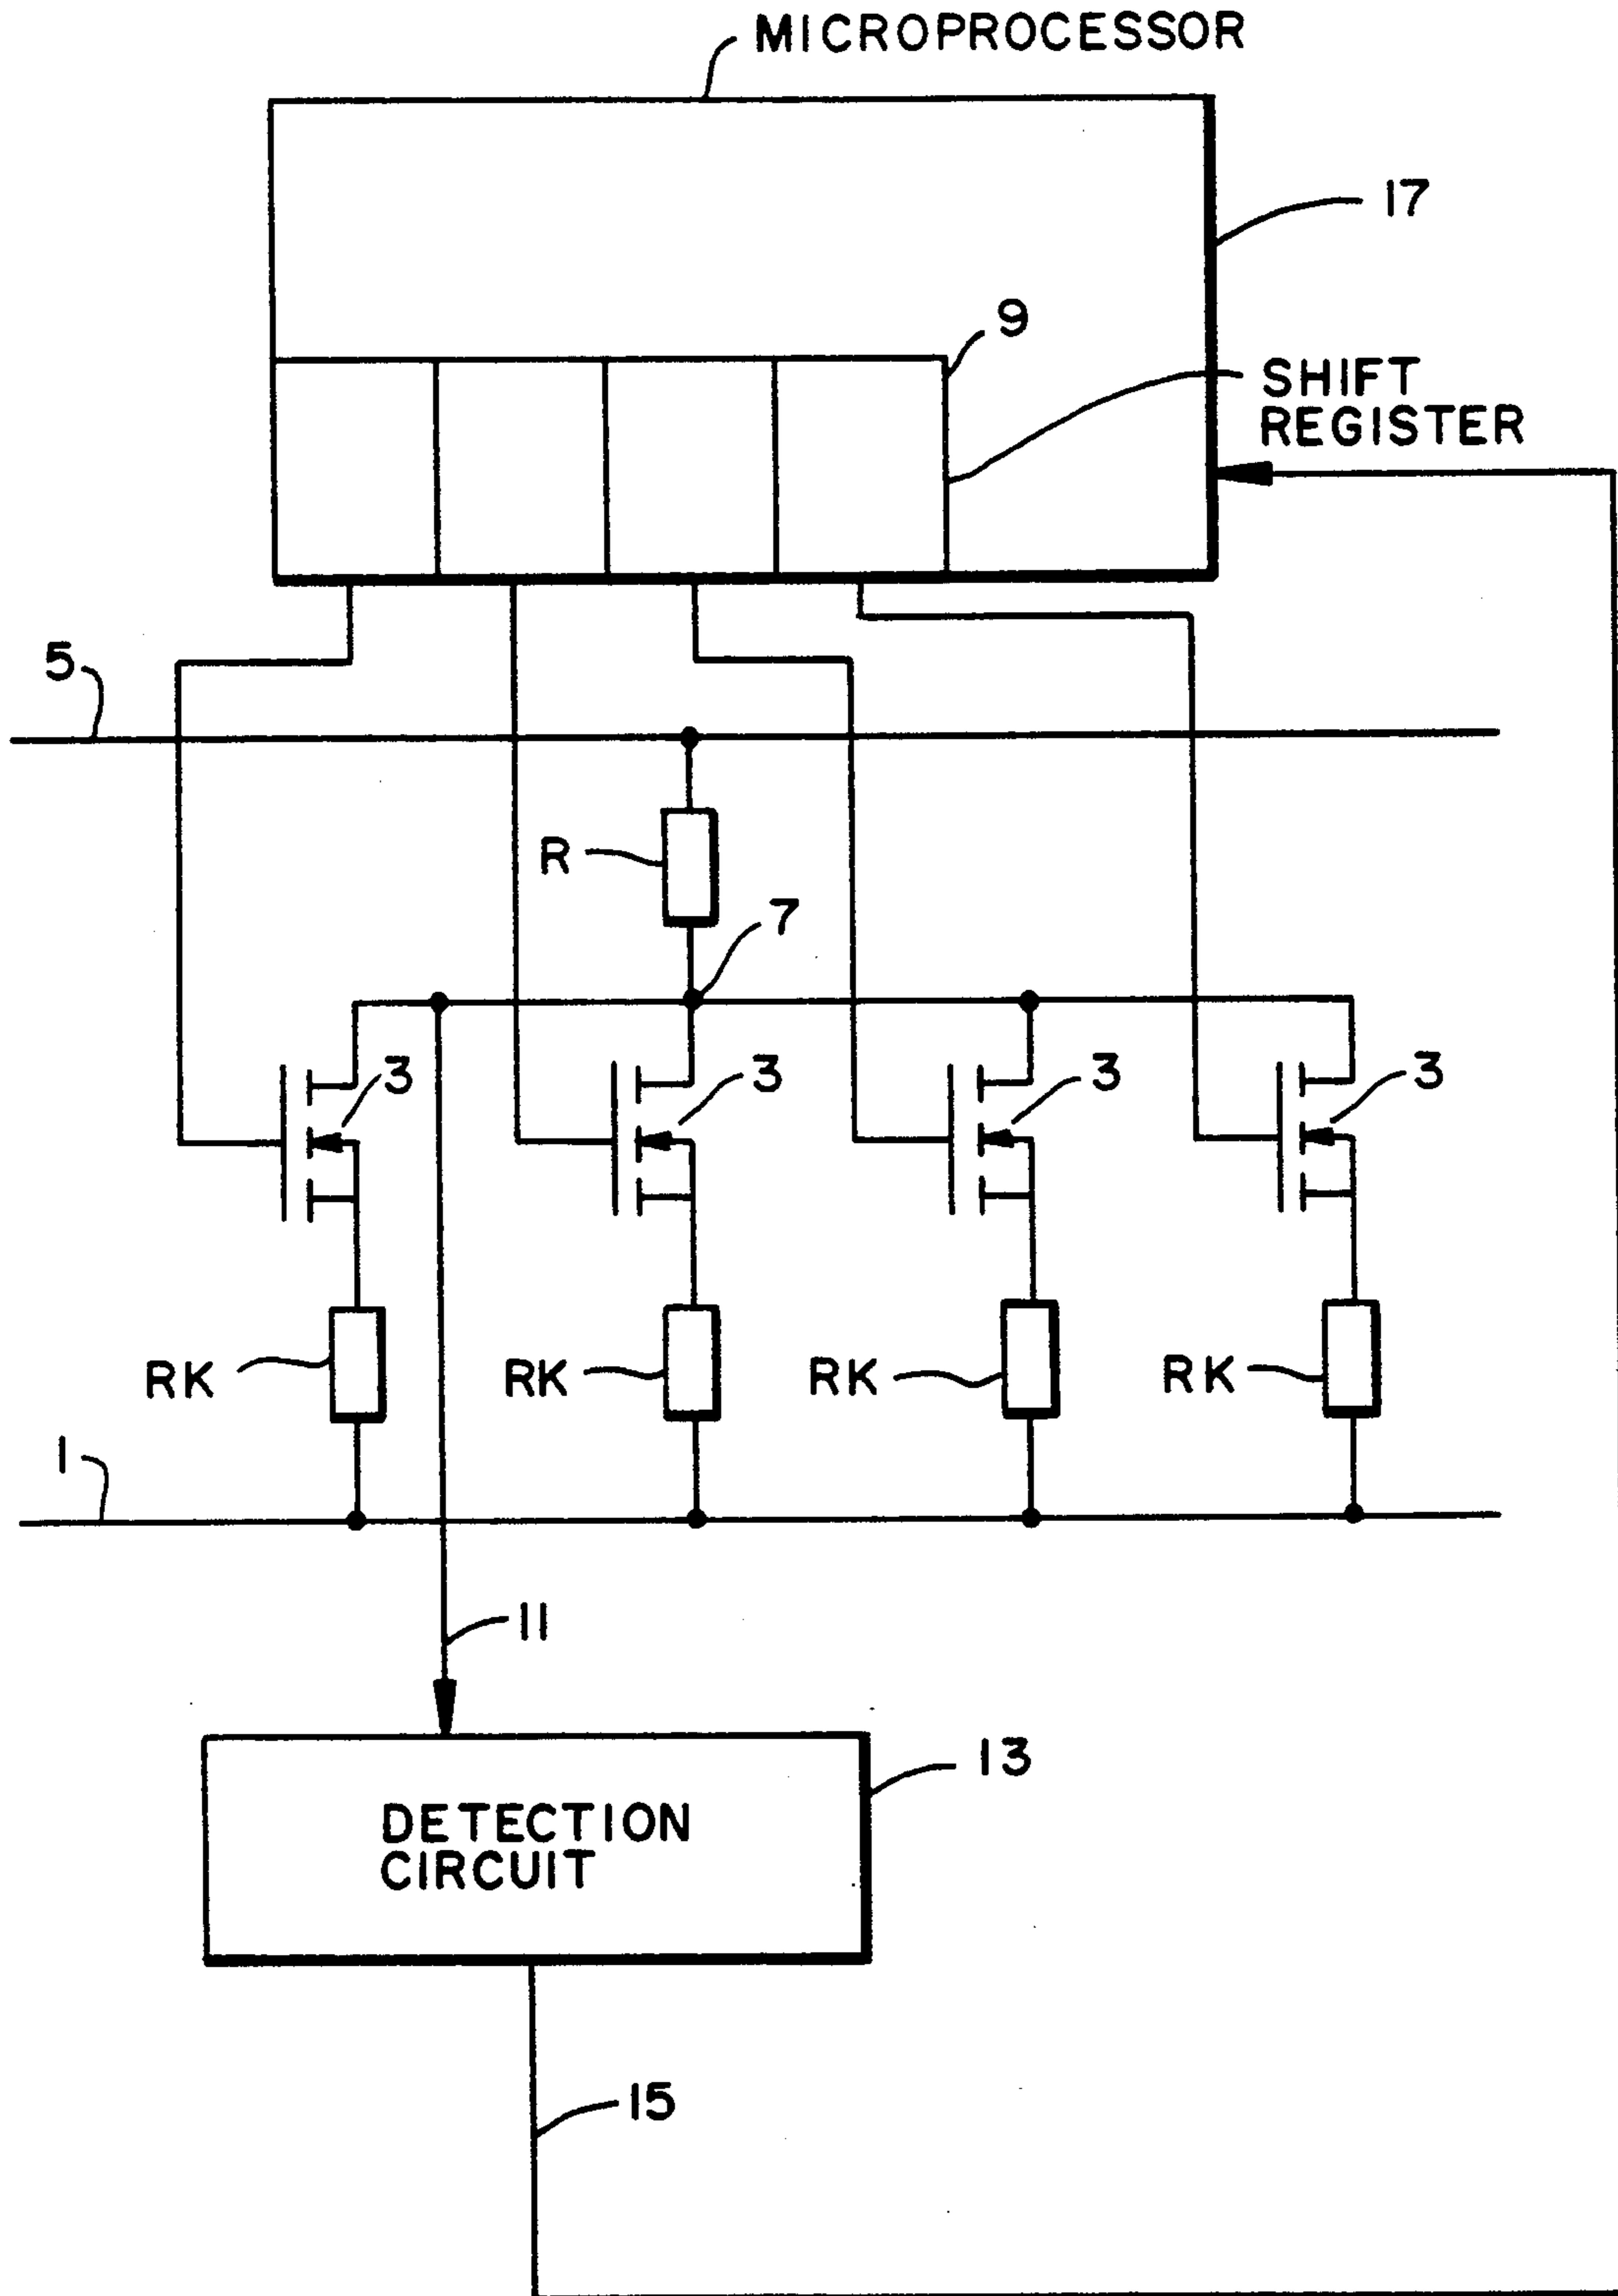 MICROPROCESSOR
17
9
SHIFT
REGISTER
5
R
7
3
3
3
3
RK
RK
RK
RK
1
11
13
DETECTION
CIRCUIT
15